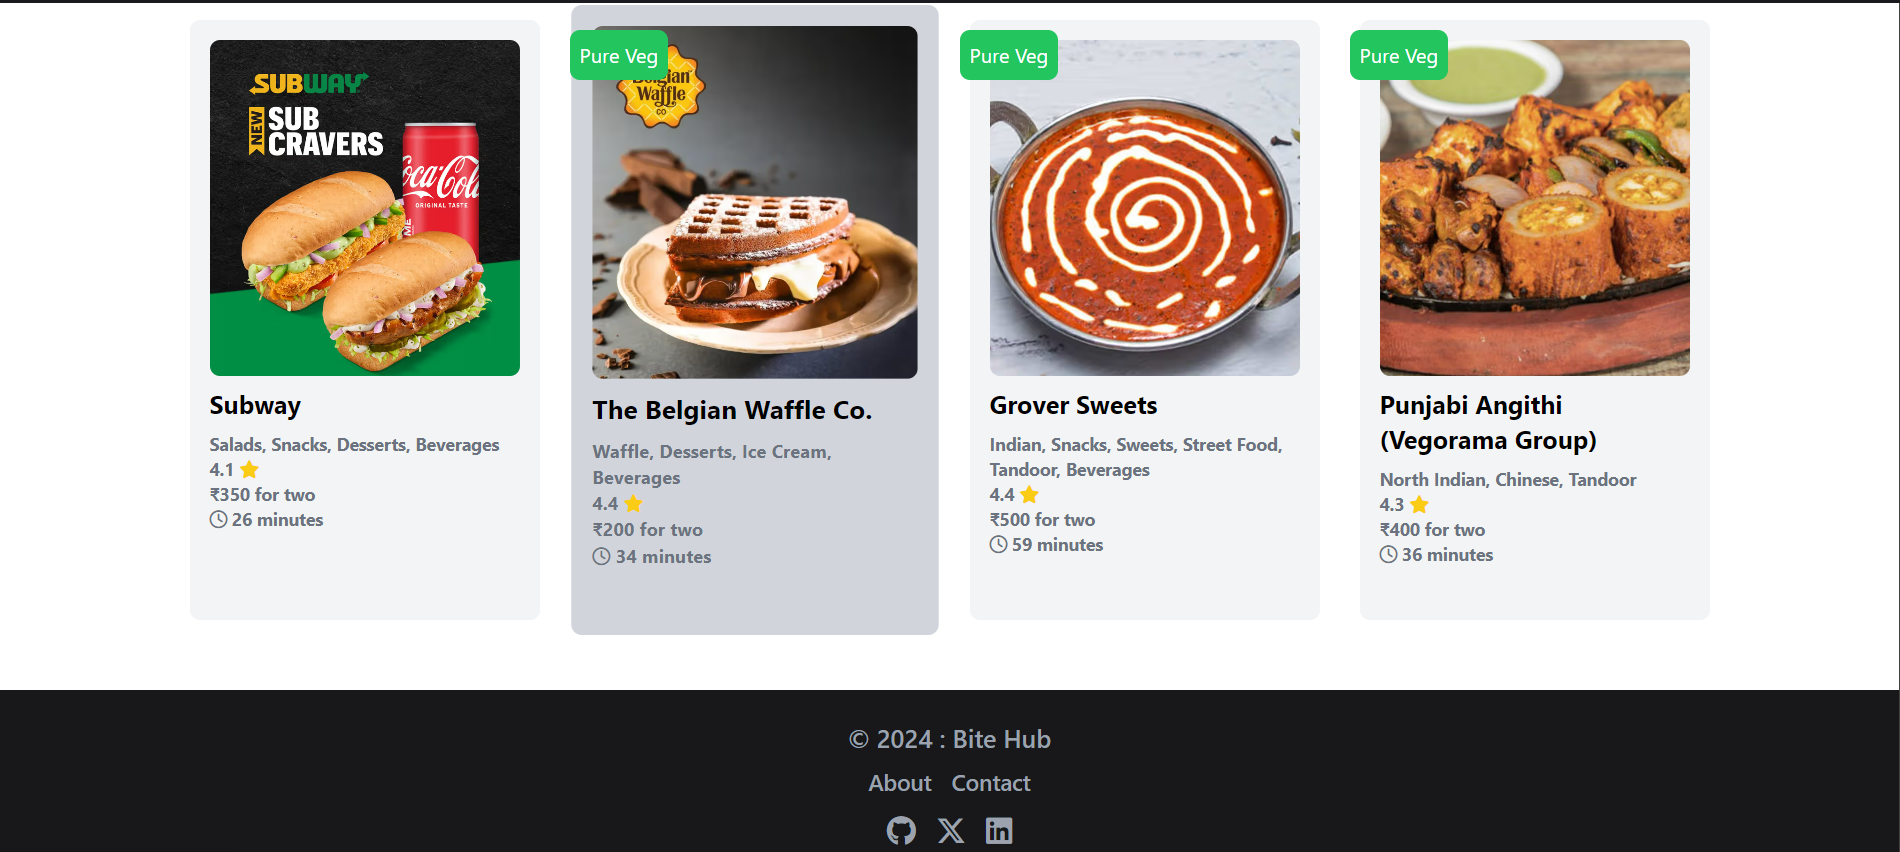 SUBWAY
NEW
SUB
CRAVERS
Coca-Cola
ORIGINAL TASTE
Subway
Salads, Snacks, Desserts, Beverages
4.1
₹350 for two
26 minutes
Pure Veg
Belgian
Waffle
CO
The Belgian Waffle Co.
Waffle, Desserts, Ice Cream,
Beverages
4.4
₹200 for two
34 minutes
Pure Veg
Grover Sweets
Indian, Snacks, Sweets, Street Food,
Tandoor, Beverages
4.4
₹500 for two
59 minutes
Pure Veg
Punjabi Angithi
(Vegorama Group)
North Indian, Chinese, Tandoor
4.3
₹400 for two
36 minutes
© 2024 : Bite Hub
About Contact